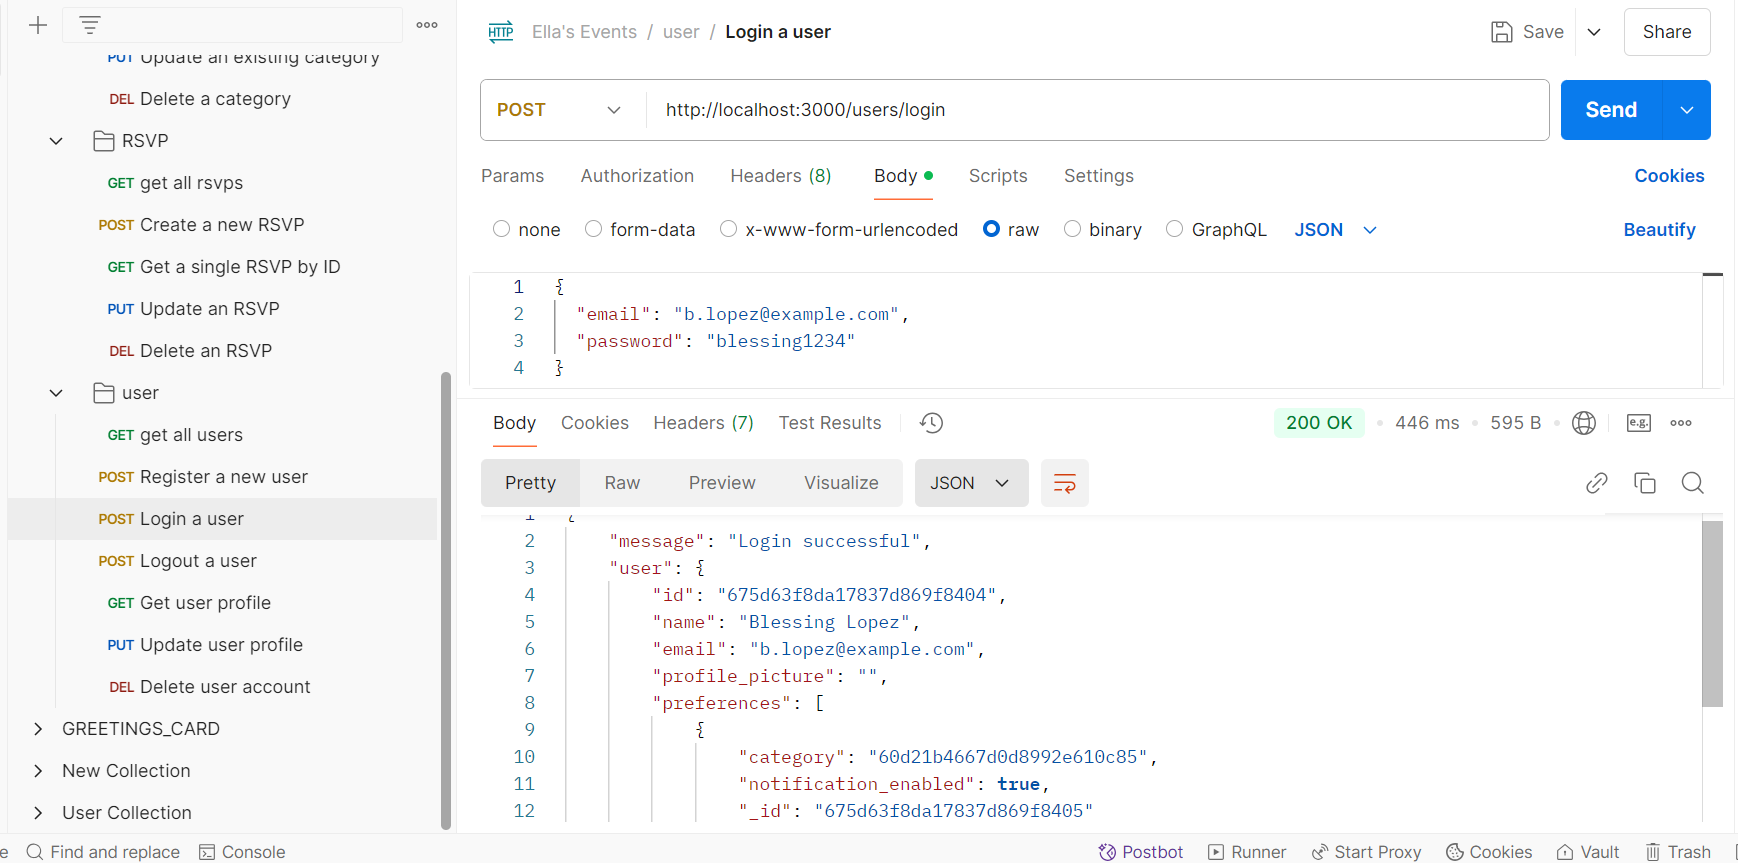 PUT Update an existing category
DEL Delete a category
RSVP
GET get all rsvps
POST Create a new RSVP
GET Get a single RSVP by ID
PUT Update an RSVP
DEL Delete an RSVP
user
GET get all users
POST Register a new user
POST Login a user
POST Logout a user
GET Get user profile
PUT Update user profile
DEL Delete user account
GREETINGS_CARD
New Collection
User Collection
HTTP Ella's Events / user / Login a user
Save Share
POST http://localhost:3000/users/login Send
Params Authorization Headers (8) Body Scripts Settings Cookies
none form-data x-www-form-urlencoded raw binary GraphQL JSON Beautify
1 {
2 "email": "b.lopez@example.com",
3 "password": "blessing1234"
4 }
Body Cookies Headers (7) Test Results 200 OK • 446 ms • 595 B • e.g.
Pretty Raw Preview Visualize JSON
1 {
2 "message": "Login successful",
3 "user": {
4 "id": "675d63f8da17837d869f8404",
5 "name": "Blessing Lopez",
6 "email": "b.lopez@example.com",
7 "profile_picture": "",
8 "preferences": [
9 {
10 "category": "60d21b4667d0d8992e610c85",
11 "notification_enabled": true,
12 "_id": "675d63f8da17837d869f8405"
e Find and replace Console Postbot Runner Start Proxy Cookies Vault Trash